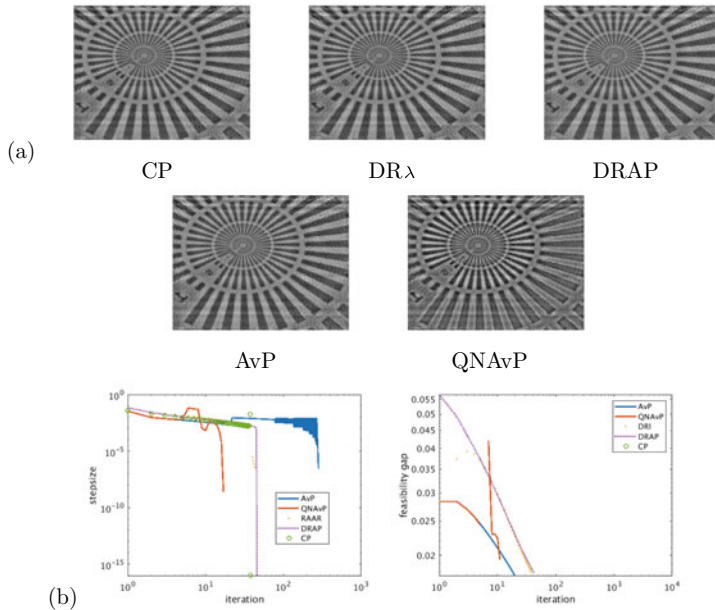 (a)
CP
DRλ
DRAP
AvP
QNAvP
(b)
10^0
10^-5
10^-10
10^-15
stepsize
AvP
QNAvP
RAAR
DRAP
CP
10^0
10^1
10^2
10^3
iteration
0.055
0.05
0.045
0.04
0.035
0.03
0.025
0.02
feasibility gap
AvP
QNAvP
DRl
DRAP
CP
10^0
10^1
10^2
10^3
10^4
iteration